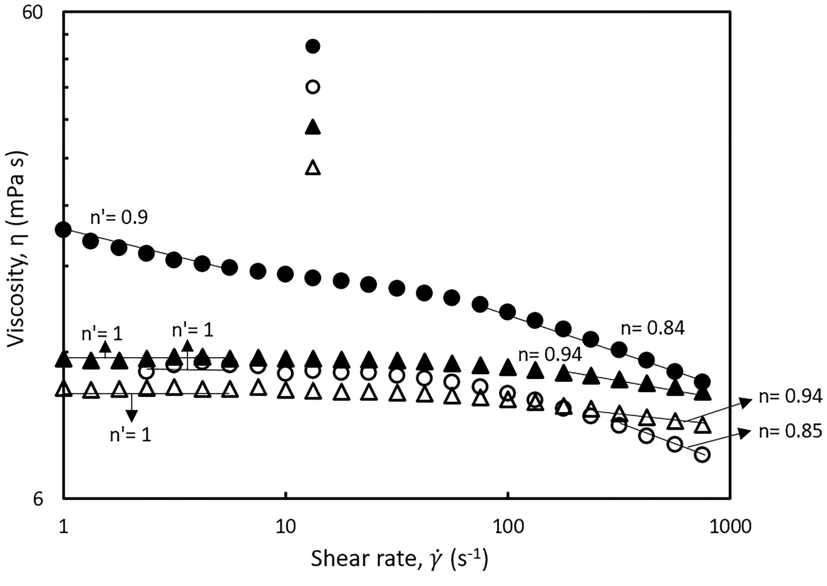 60
n'= 0.9
Viscosity, η (mPa s)
n= 0.84
n'= 1
n'= 1
n= 0.94
n= 0.94
n= 0.85
n'= 1
6
1
10
100
1000
Shear rate, γ̇ (s⁻¹)